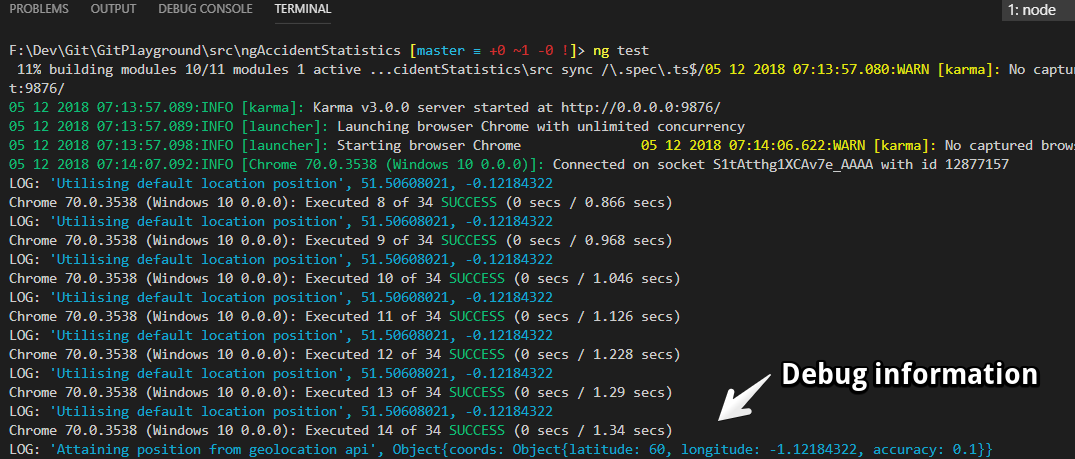 PROBLEMS OUTPUT DEBUG CONSOLE TERMINAL 1: node
F:\Dev\Git\GitPlayground\src\ngAccidentStatistics [master ≡ +0 ~1 -0 !]> ng test
11% building modules 10/11 modules 1 active ...cidentStatistics\src sync /\.spec\.ts$/05 12 2018 07:13:57.080:WARN [karma]: No captu
t:9876/
05 12 2018 07:13:57.089:INFO [karma]: Karma v3.0.0 server started at http://0.0.0.0:9876/
05 12 2018 07:13:57.089:INFO [launcher]: Launching browser Chrome with unlimited concurrency
05 12 2018 07:13:57.098:INFO [launcher]: Starting browser Chrome 05 12 2018 07:14:06.622:WARN [karma]: No captured brow
05 12 2018 07:14:07.092:INFO [Chrome 70.0.3538 (Windows 10 0.0.0)]: Connected on socket S1tAtthg1XCAv7e_AAAA with id 12877157
LOG: 'Utilising default location position', 51.50608021, -0.12184322
Chrome 70.0.3538 (Windows 10 0.0.0): Executed 8 of 34 SUCCESS (0 secs / 0.866 secs)
LOG: 'Utilising default location position', 51.50608021, -0.12184322
Chrome 70.0.3538 (Windows 10 0.0.0): Executed 9 of 34 SUCCESS (0 secs / 0.968 secs)
LOG: 'Utilising default location position', 51.50608021, -0.12184322
Chrome 70.0.3538 (Windows 10 0.0.0): Executed 10 of 34 SUCCESS (0 secs / 1.046 secs)
LOG: 'Utilising default location position', 51.50608021, -0.12184322
Chrome 70.0.3538 (Windows 10 0.0.0): Executed 11 of 34 SUCCESS (0 secs / 1.126 secs)
LOG: 'Utilising default location position', 51.50608021, -0.12184322
Chrome 70.0.3538 (Windows 10 0.0.0): Executed 12 of 34 SUCCESS (0 secs / 1.228 secs)
LOG: 'Utilising default location position', 51.50608021, -0.12184322
Chrome 70.0.3538 (Windows 10 0.0.0): Executed 13 of 34 SUCCESS (0 secs / 1.29 secs)
Debug information
LOG: 'Utilising default location position', 51.50608021, -0.12184322
Chrome 70.0.3538 (Windows 10 0.0.0): Executed 14 of 34 SUCCESS (0 secs / 1.34 secs)
LOG: 'Attaining position from geolocation api', Object{coords: Object{latitude: 60, longitude: -1.12184322, accuracy: 0.1}}